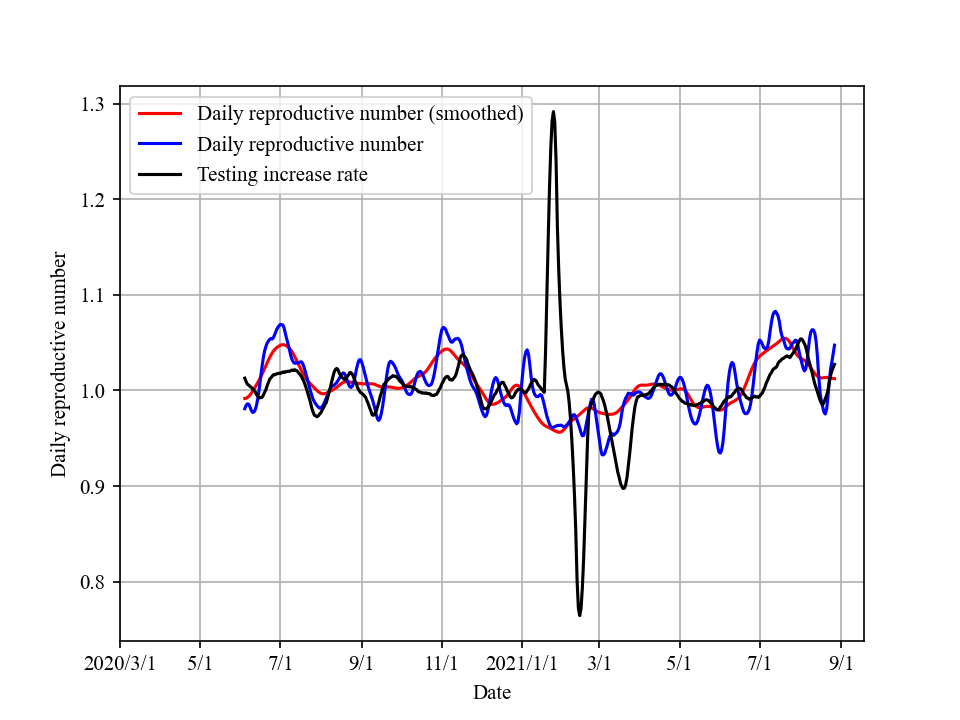 Daily reproductive number (smoothed)
Daily reproductive number
Testing increase rate
Daily reproductive number
1.3
1.2
1.1
1.0
0.9
0.8
2020/3/1 5/1 7/1 9/1 11/1 2021/1/1 3/1 5/1 7/1 9/1
Date